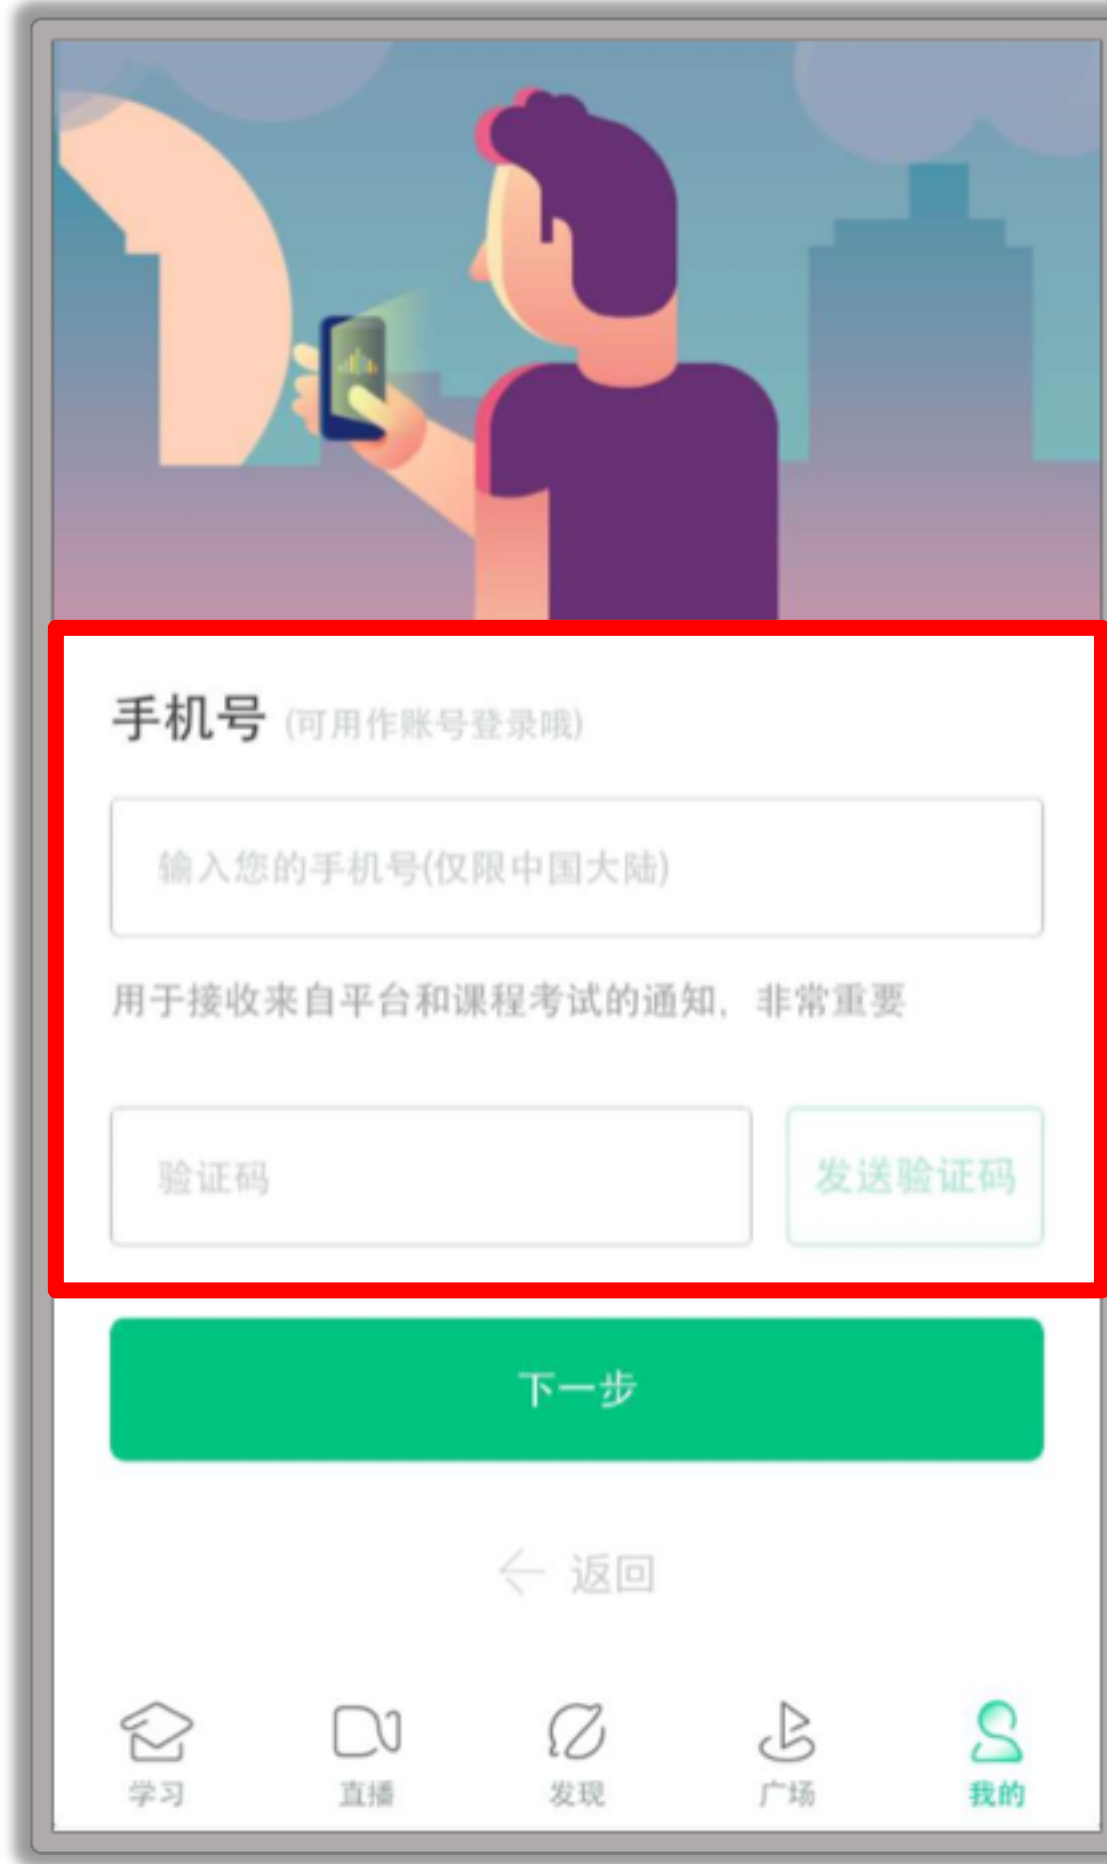 手机号 (可用作账号登录哦)
输入您的手机号(仅限中国大陆)
用于接收来自平台和课程考试的通知，非常重要
验证码 发送验证码
下一步
← 返回
学习 直播 发现 广场 我的